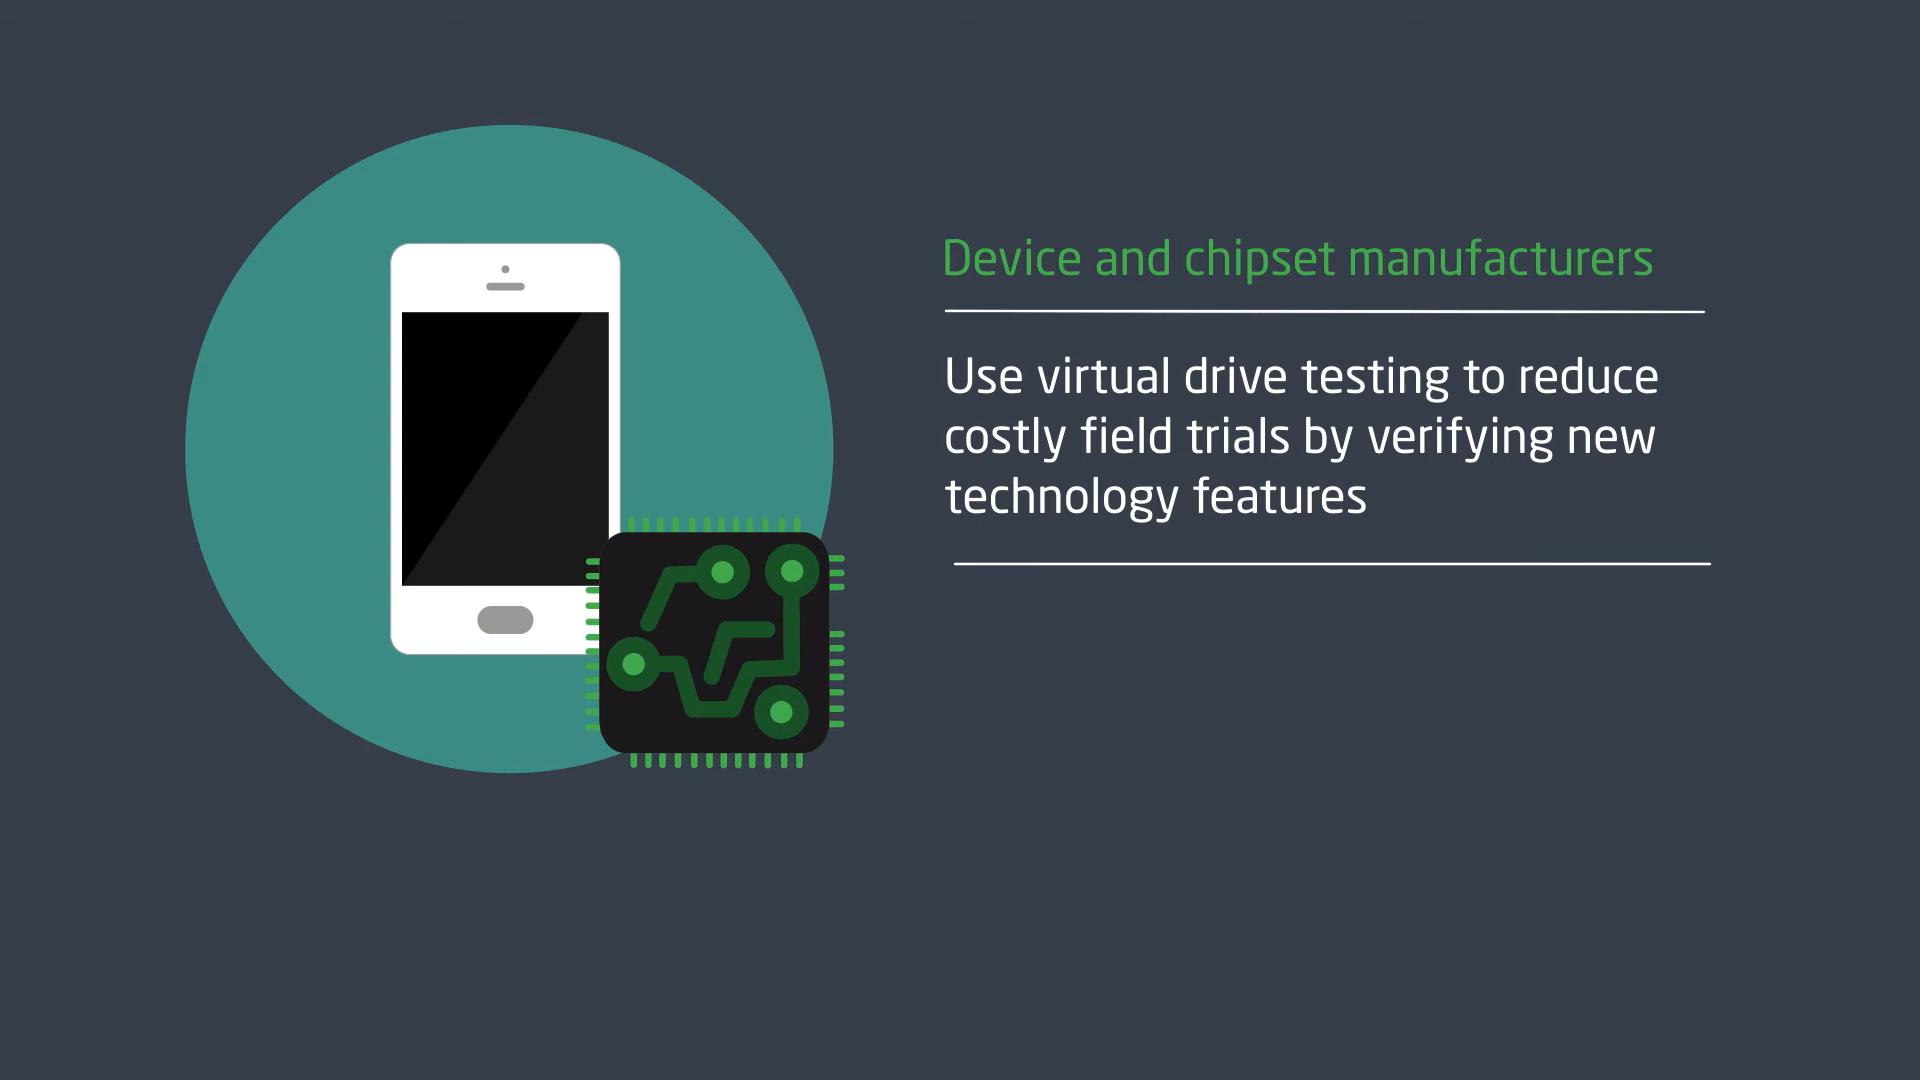 Device and chipset manufacturers
Use virtual drive testing to reduce
costly field trials by verifying new
technology features